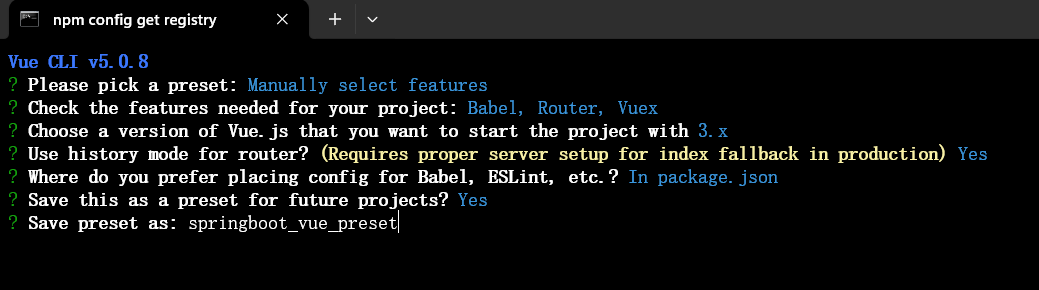 npm config get registry
Vue CLI v5.0.8
? Please pick a preset: Manually select features
? Check the features needed for your project: Babel, Router, Vuex
? Choose a version of Vue.js that you want to start the project with 3.x
? Use history mode for router? (Requires proper server setup for index fallback in production) Yes
? Where do you prefer placing config for Babel, ESLint, etc.? In package.json
? Save this as a preset for future projects? Yes
? Save preset as: springboot_vue_preset